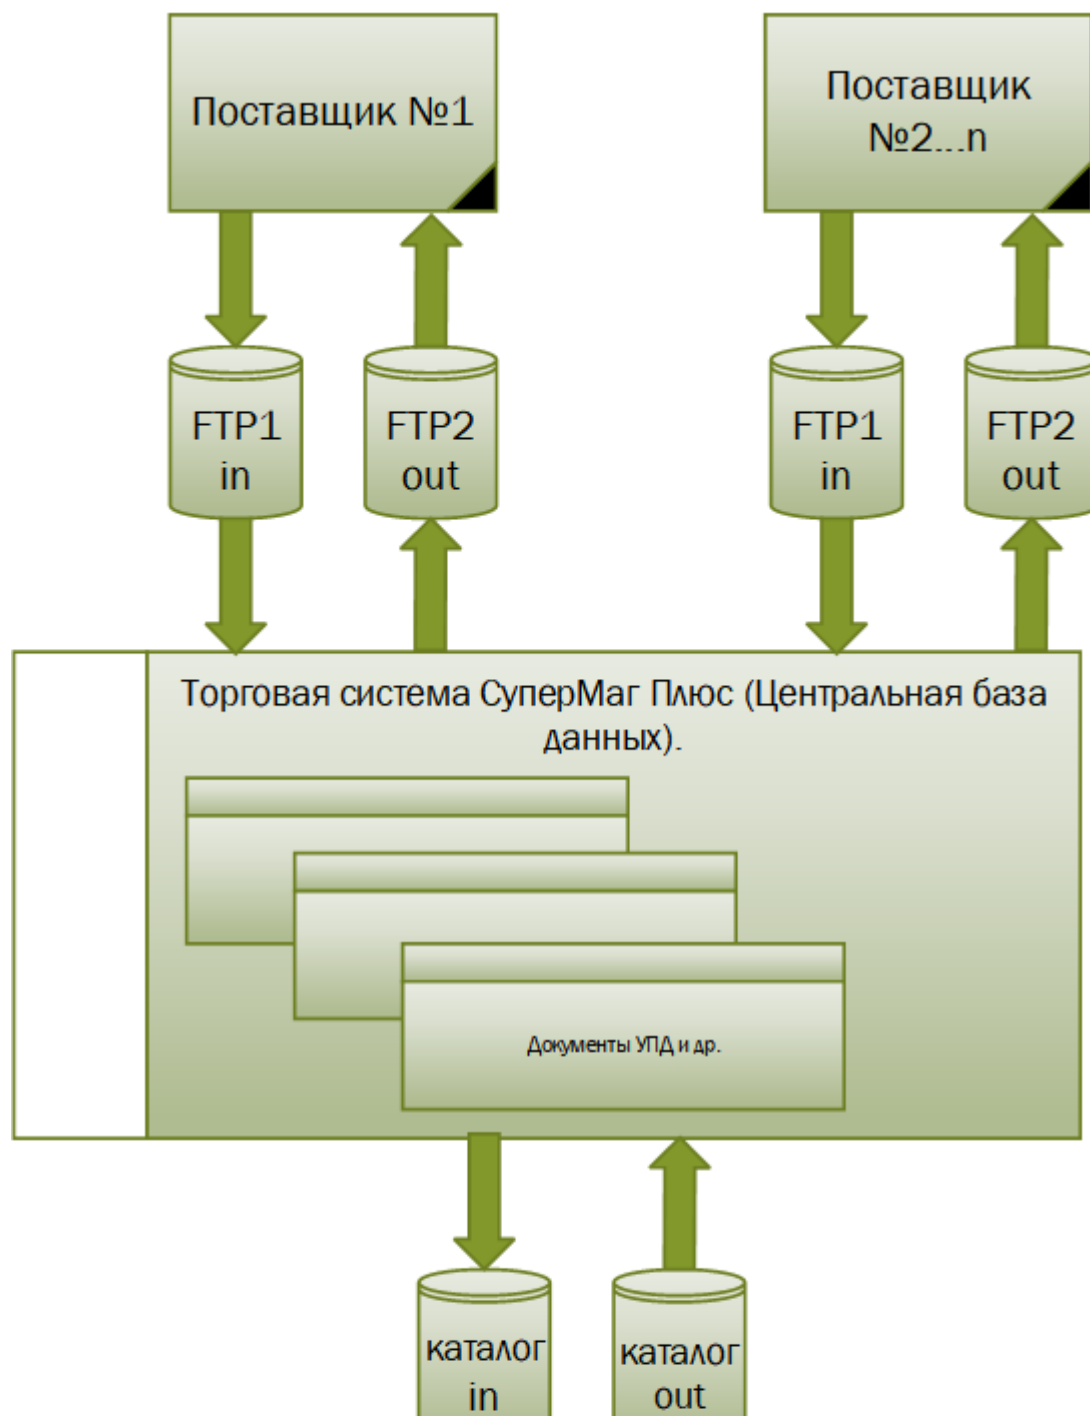 Поставщик №1
Поставщик
№2...n
FTP1
in
FTP2
out
FTP1
in
FTP2
out
Торговая система СуперМаг Плюс (Центральная база
данных).
Документы УПД и др.
каталог
in
каталог
out